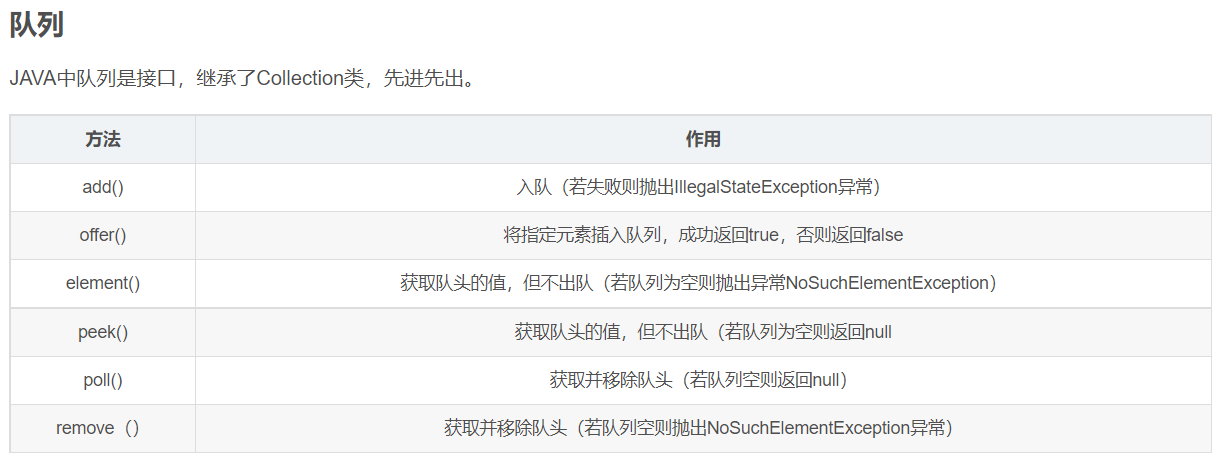 队列
JAVA中队列是接口，继承了Collection类，先进先出。
方法 作用
add() 入队（若失败则抛出IllegalStateException异常）
offer() 将指定元素插入队列，成功返回true，否则返回false
element() 获取队头的值，但不出队（若队列为空则抛出异常NoSuchElementException）
peek() 获取队头的值，但不出队（若队列为空则返回null
poll() 获取并移除队头（若队列空则返回null）
remove（） 获取并移除队头（若队列空则抛出NoSuchElementException异常）